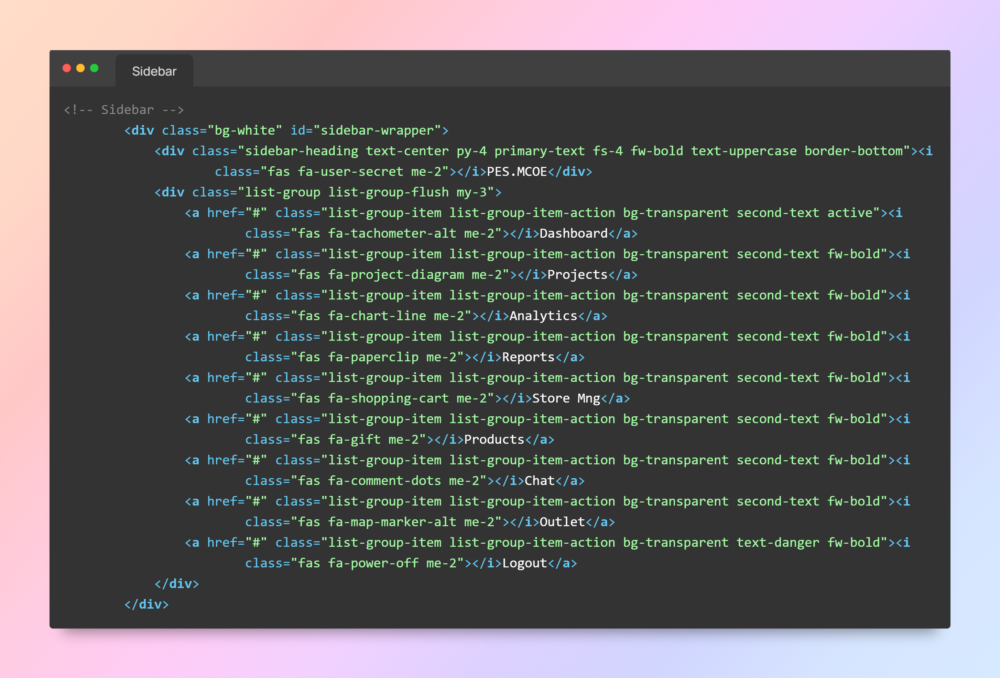 Sidebar
<!-- Sidebar -->
        <div class="bg-white" id="sidebar-wrapper">
            <div class="sidebar-heading text-center py-4 primary-text fs-4 fw-bold text-uppercase border-bottom"><i
                    class="fas fa-user-secret me-2"></i>PES.MCOE</div>
            <div class="list-group list-group-flush my-3">
                <a href="#" class="list-group-item list-group-item-action bg-transparent second-text active"><i
                        class="fas fa-tachometer-alt me-2"></i>Dashboard</a>
                <a href="#" class="list-group-item list-group-item-action bg-transparent second-text fw-bold"><i
                        class="fas fa-project-diagram me-2"></i>Projects</a>
                <a href="#" class="list-group-item list-group-item-action bg-transparent second-text fw-bold"><i
                        class="fas fa-chart-line me-2"></i>Analytics</a>
                <a href="#" class="list-group-item list-group-item-action bg-transparent second-text fw-bold"><i
                        class="fas fa-paperclip me-2"></i>Reports</a>
                <a href="#" class="list-group-item list-group-item-action bg-transparent second-text fw-bold"><i
                        class="fas fa-shopping-cart me-2"></i>Store Mng</a>
                <a href="#" class="list-group-item list-group-item-action bg-transparent second-text fw-bold"><i
                        class="fas fa-gift me-2"></i>Products</a>
                <a href="#" class="list-group-item list-group-item-action bg-transparent second-text fw-bold"><i
                        class="fas fa-comment-dots me-2"></i>Chat</a>
                <a href="#" class="list-group-item list-group-item-action bg-transparent second-text fw-bold"><i
                        class="fas fa-map-marker-alt me-2"></i>Outlet</a>
                <a href="#" class="list-group-item list-group-item-action bg-transparent text-danger fw-bold"><i
                        class="fas fa-power-off me-2"></i>Logout</a>
            </div>
        </div>